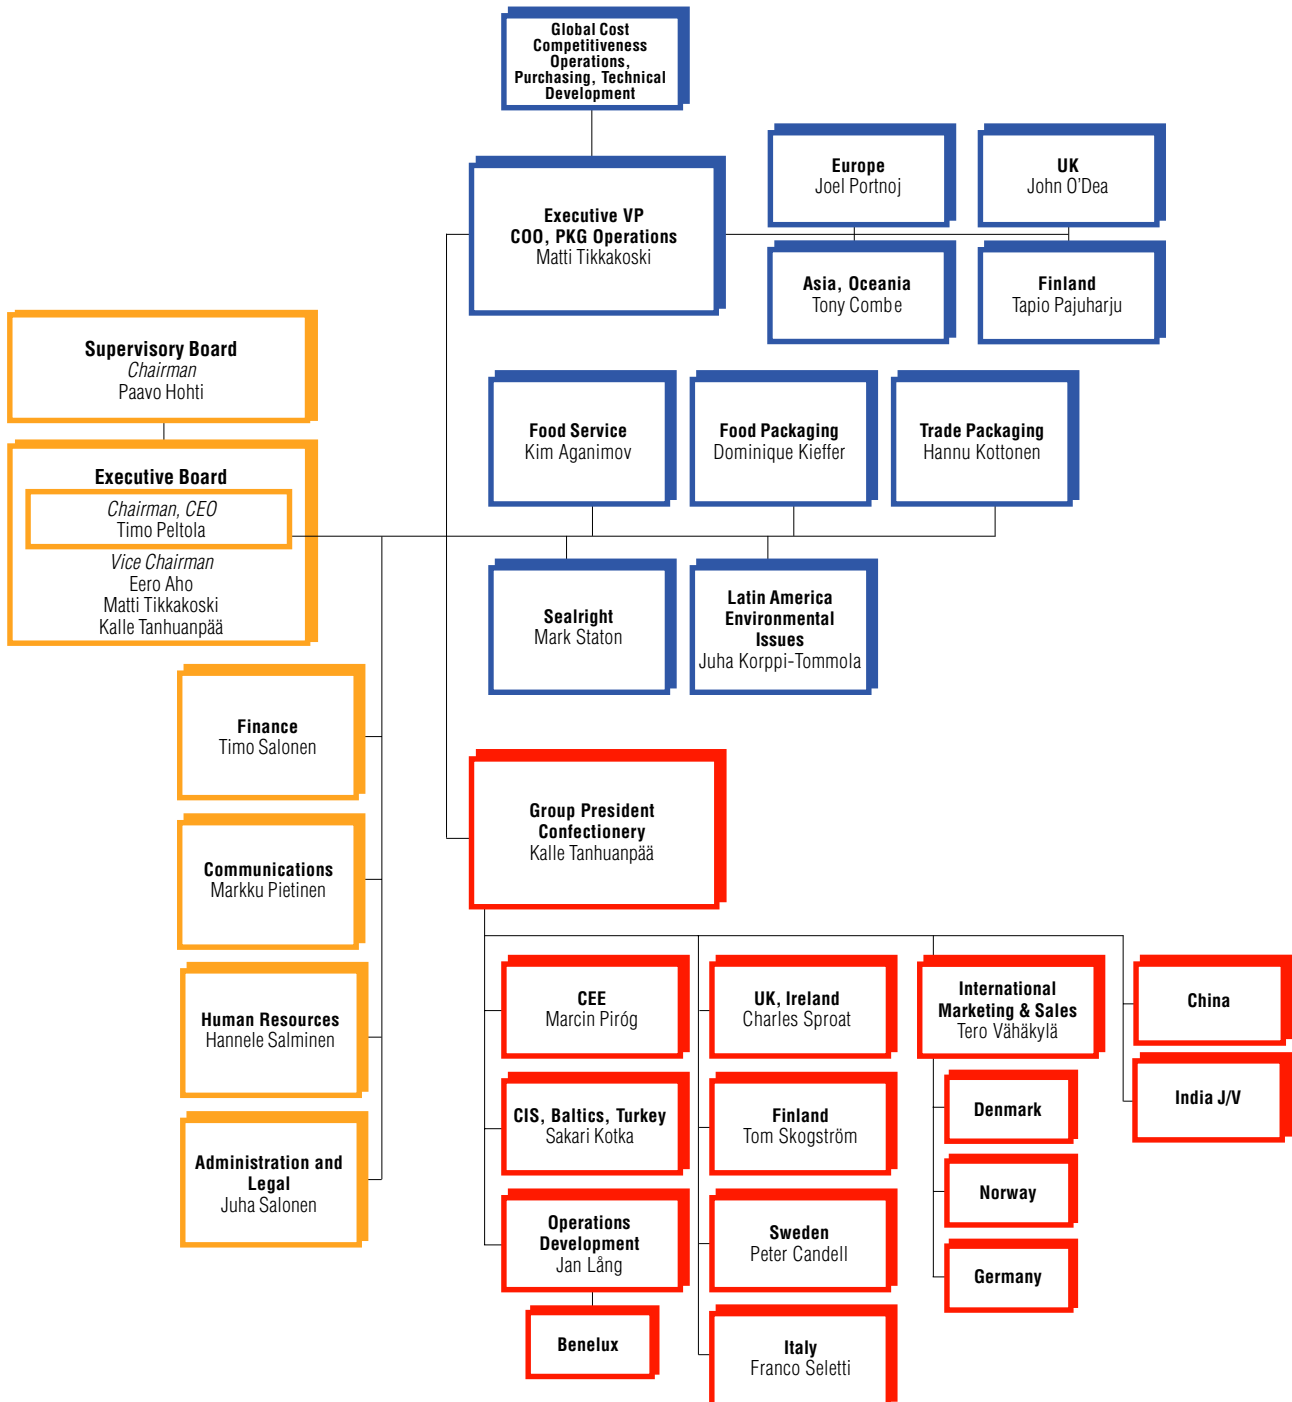 Global Cost
Competitiveness
Operations,
Purchasing, Technical
Development
Executive VP
COO, PKG Operations
Matti Tikkakoski
Europe
Joel Portnoj
UK
John O'Dea
Asia, Oceania
Tony Combe
Finland
Tapio Pajuharju
Supervisory Board
Chairman
Paavo Hohti
Executive Board
Chairman, CEO
Timo Peltola
Vice Chairman
Eero Aho
Matti Tikkakoski
Kalle Tanhuanpää
Food Service
Kim Aganimov
Food Packaging
Dominique Kieffer
Trade Packaging
Hannu Kottonen
Sealright
Mark Staton
Latin America
Environmental
Issues
Juha Korppi-Tommola
Finance
Timo Salonen
Communications
Markku Pietinen
Human Resources
Hannele Salminen
Administration and
Legal
Juha Salonen
Group President
Confectionery
Kalle Tanhuanpää
CEE
Marcin Piróg
UK, Ireland
Charles Sproat
International
Marketing & Sales
Tero Vähäkylä
China
CIS, Baltics, Turkey
Sakari Kotka
Finland
Tom Skogström
Denmark
India J/V
Norway
Operations
Development
Jan Lång
Sweden
Peter Candell
Germany
Benelux
Italy
Franco Seletti